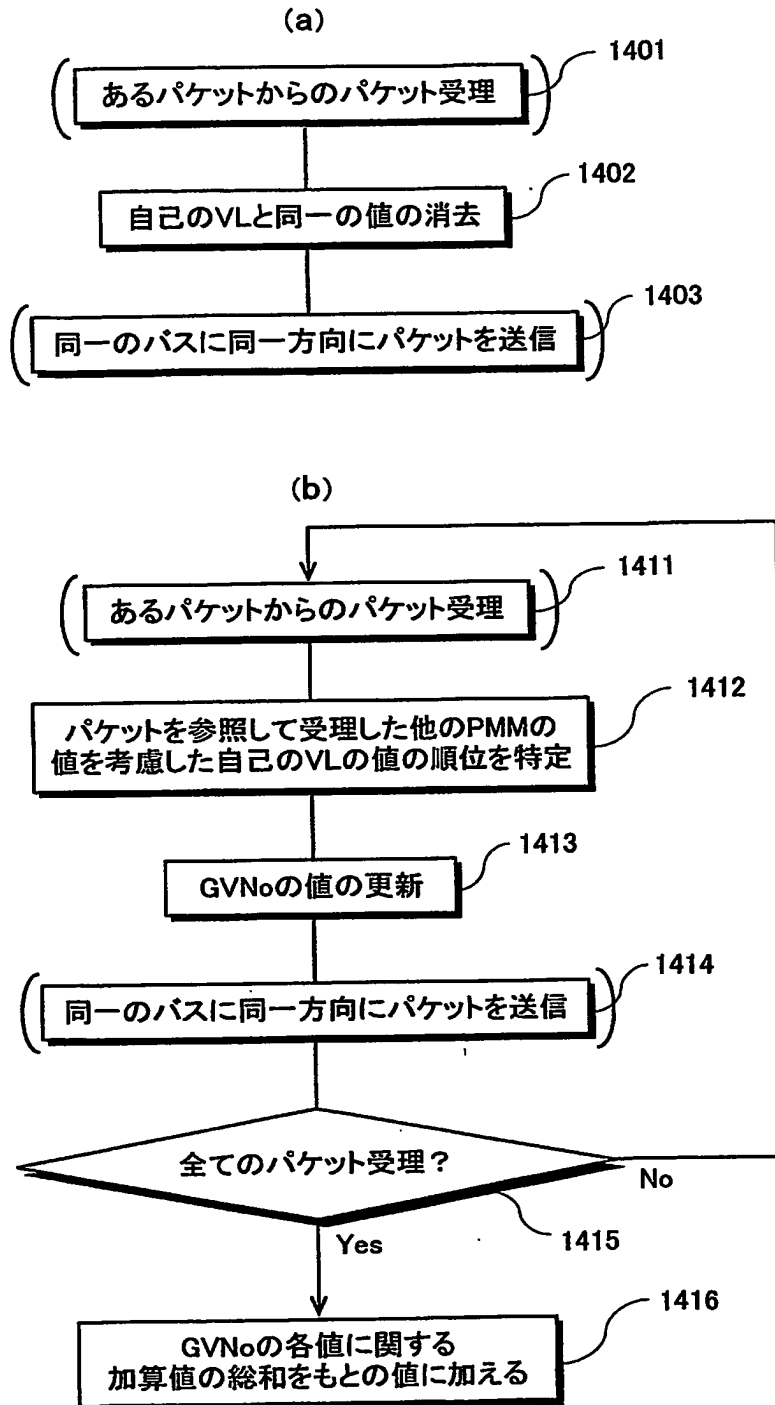 (a)
あるパケットからのパケット受理
1401
自己のVLと同一の値の消去
1402
同一のバスに同一方向にパケットを送信
1403
(b)
あるパケットからのパケット受理
1411
パケットを参照して受理した他のPMMの
値を考慮した自己のVLの値の順位を特定
1412
GVNoの値の更新
1413
同一のバスに同一方向にパケットを送信
1414
全てのパケット受理?
No
Yes
1415
GVNoの各値に関する
加算値の総和をもとの値に加える
1416